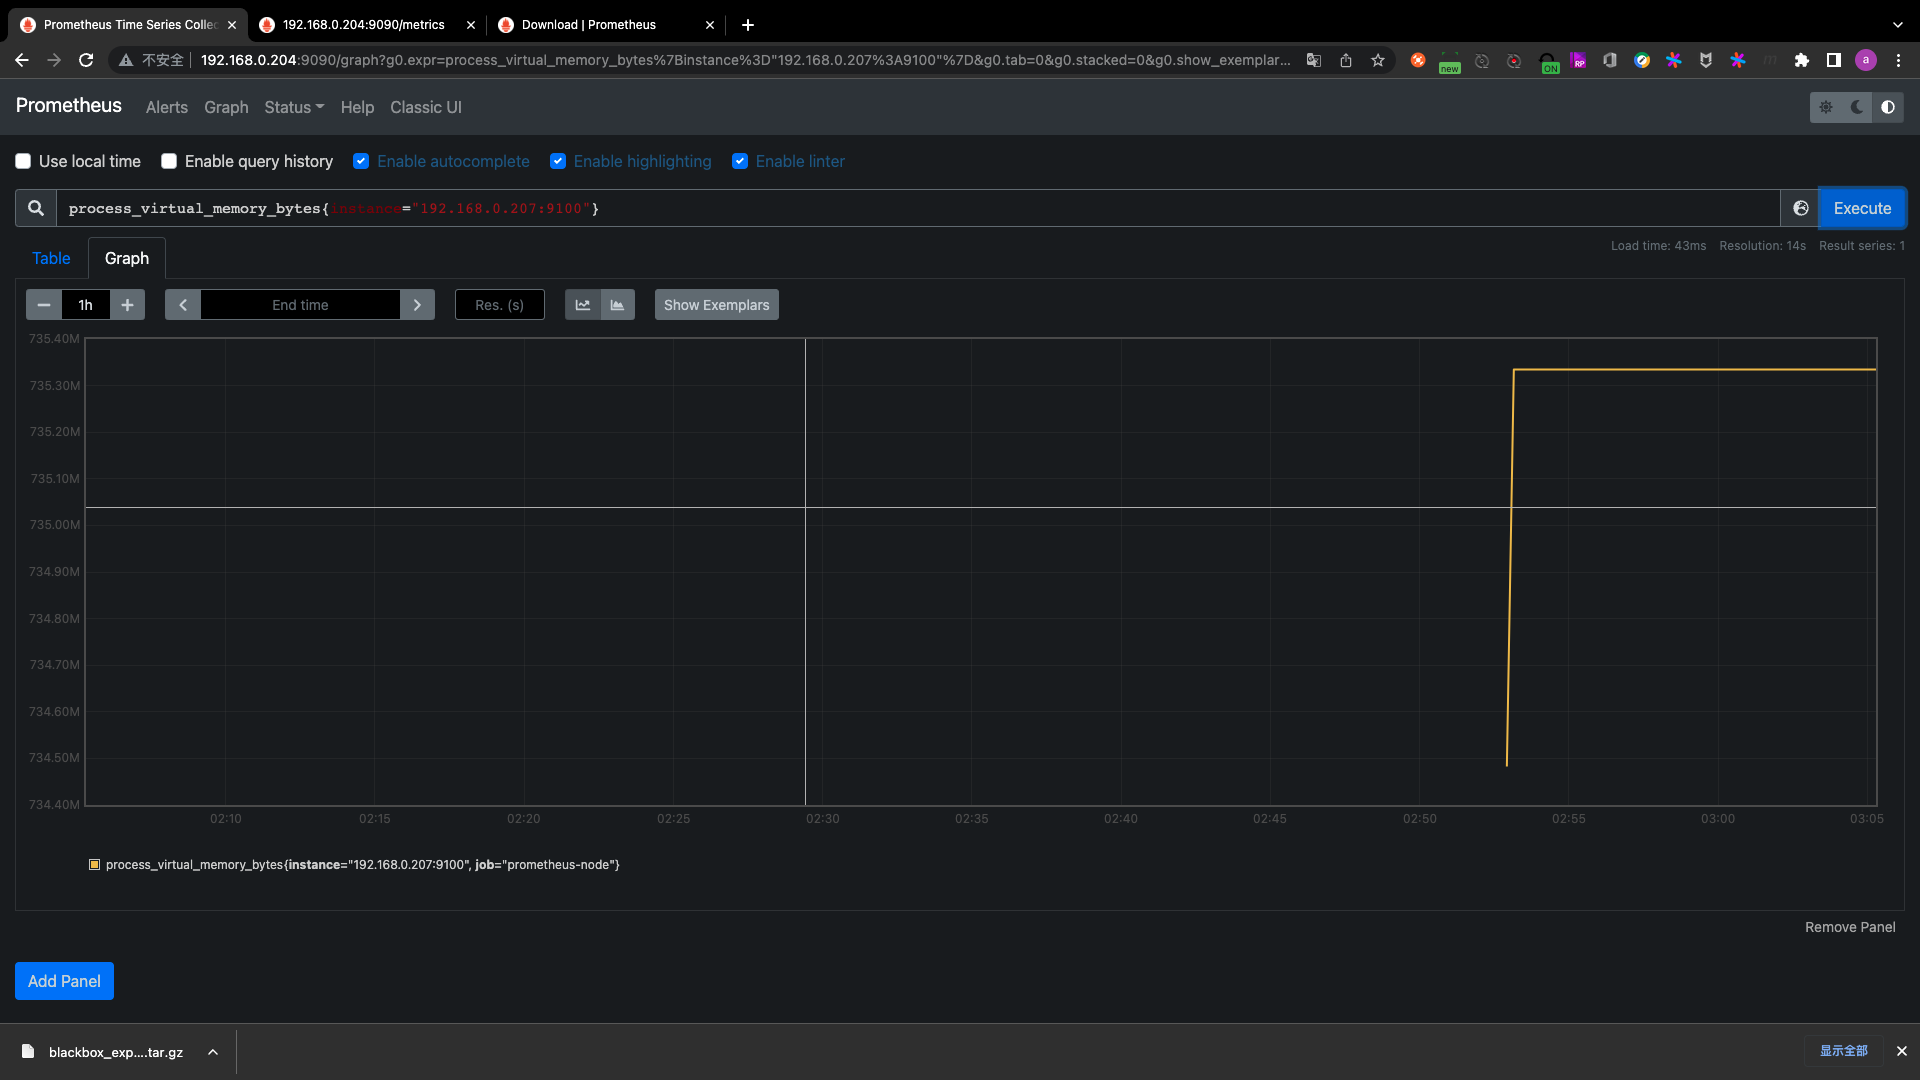 Prometheus Time Series Collec
192.168.0.204:9090/metrics
Download | Prometheus
不安全
192.168.0.204:9090/graph?g0.expr=process_virtual_memory_bytes%7Binstance%3D"192.168.0.207%3A9100"%7D&g0.tab=0&g0.stacked=0&g0.show_exemplar...
new
ON
RP
a
Prometheus
Alerts
Graph
Status
Help
Classic UI
Use local time
Enable query history
Enable autocomplete
Enable highlighting
Enable linter
process_virtual_memory_bytes{instance="192.168.0.207:9100"}
Execute
Table
Graph
Load time: 43ms
Resolution: 14s
Result series: 1
1h
End time
Res. (s)
Show Exemplars
735.40M
735.30M
735.20M
735.10M
735.00M
734.90M
734.80M
734.70M
734.60M
734.50M
734.40M
02:10
02:15
02:20
02:25
02:30
02:35
02:40
02:45
02:50
02:55
03:00
03:05
process_virtual_memory_bytes{instance="192.168.0.207:9100", job="prometheus-node"}
Remove Panel
Add Panel
blackbox_exp....tar.gz
显示全部